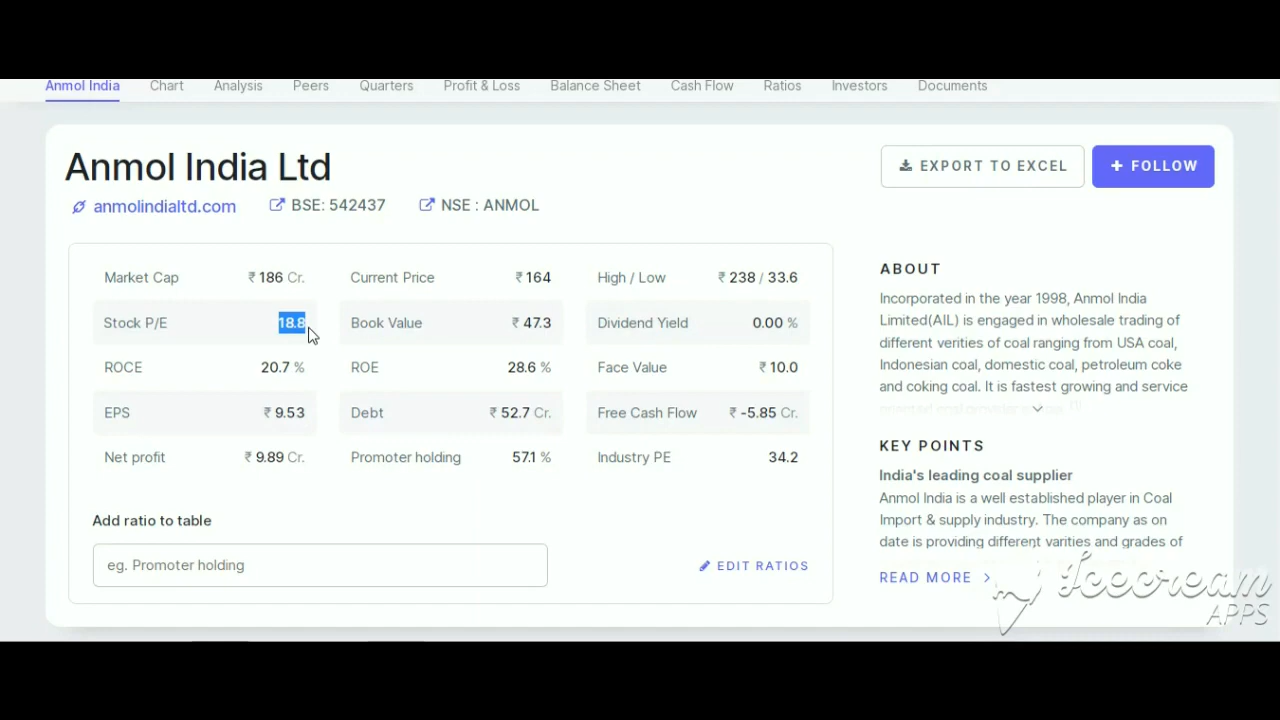 Anmol India Chart Analysis Peers Quarters Profit & Loss Balance Sheet Cash Flow Ratios Investors Documents
Anmol India Ltd
EXPORT TO EXCEL
+ FOLLOW
anmolindialtd.com BSE: 542437 NSE : ANMOL
Market Cap ₹ 186 Cr. Current Price ₹ 164 High / Low ₹ 238 / 33.6
Stock P/E 18.8 Book Value ₹ 47.3 Dividend Yield 0.00 %
ROCE 20.7 % ROE 28.6 % Face Value ₹ 10.0
EPS ₹ 9.53 Debt ₹ 52.7 Cr. Free Cash Flow ₹ -5.85 Cr.
Net profit ₹ 9.89 Cr. Promoter holding 57.1 % Industry PE 34.2
Add ratio to table
eg. Promoter holding
EDIT RATIOS
ABOUT
Incorporated in the year 1998, Anmol India
Limited(AIL) is engaged in wholesale trading of
different verities of coal ranging from USA coal,
Indonesian coal, domestic coal, petroleum coke
and coking coal. It is fastest growing and service
KEY POINTS
India's leading coal supplier
Anmol India is a well established player in Coal
Import & supply industry. The company as on
date is providing different varities and grades of
READ MORE
Icecream
APPS